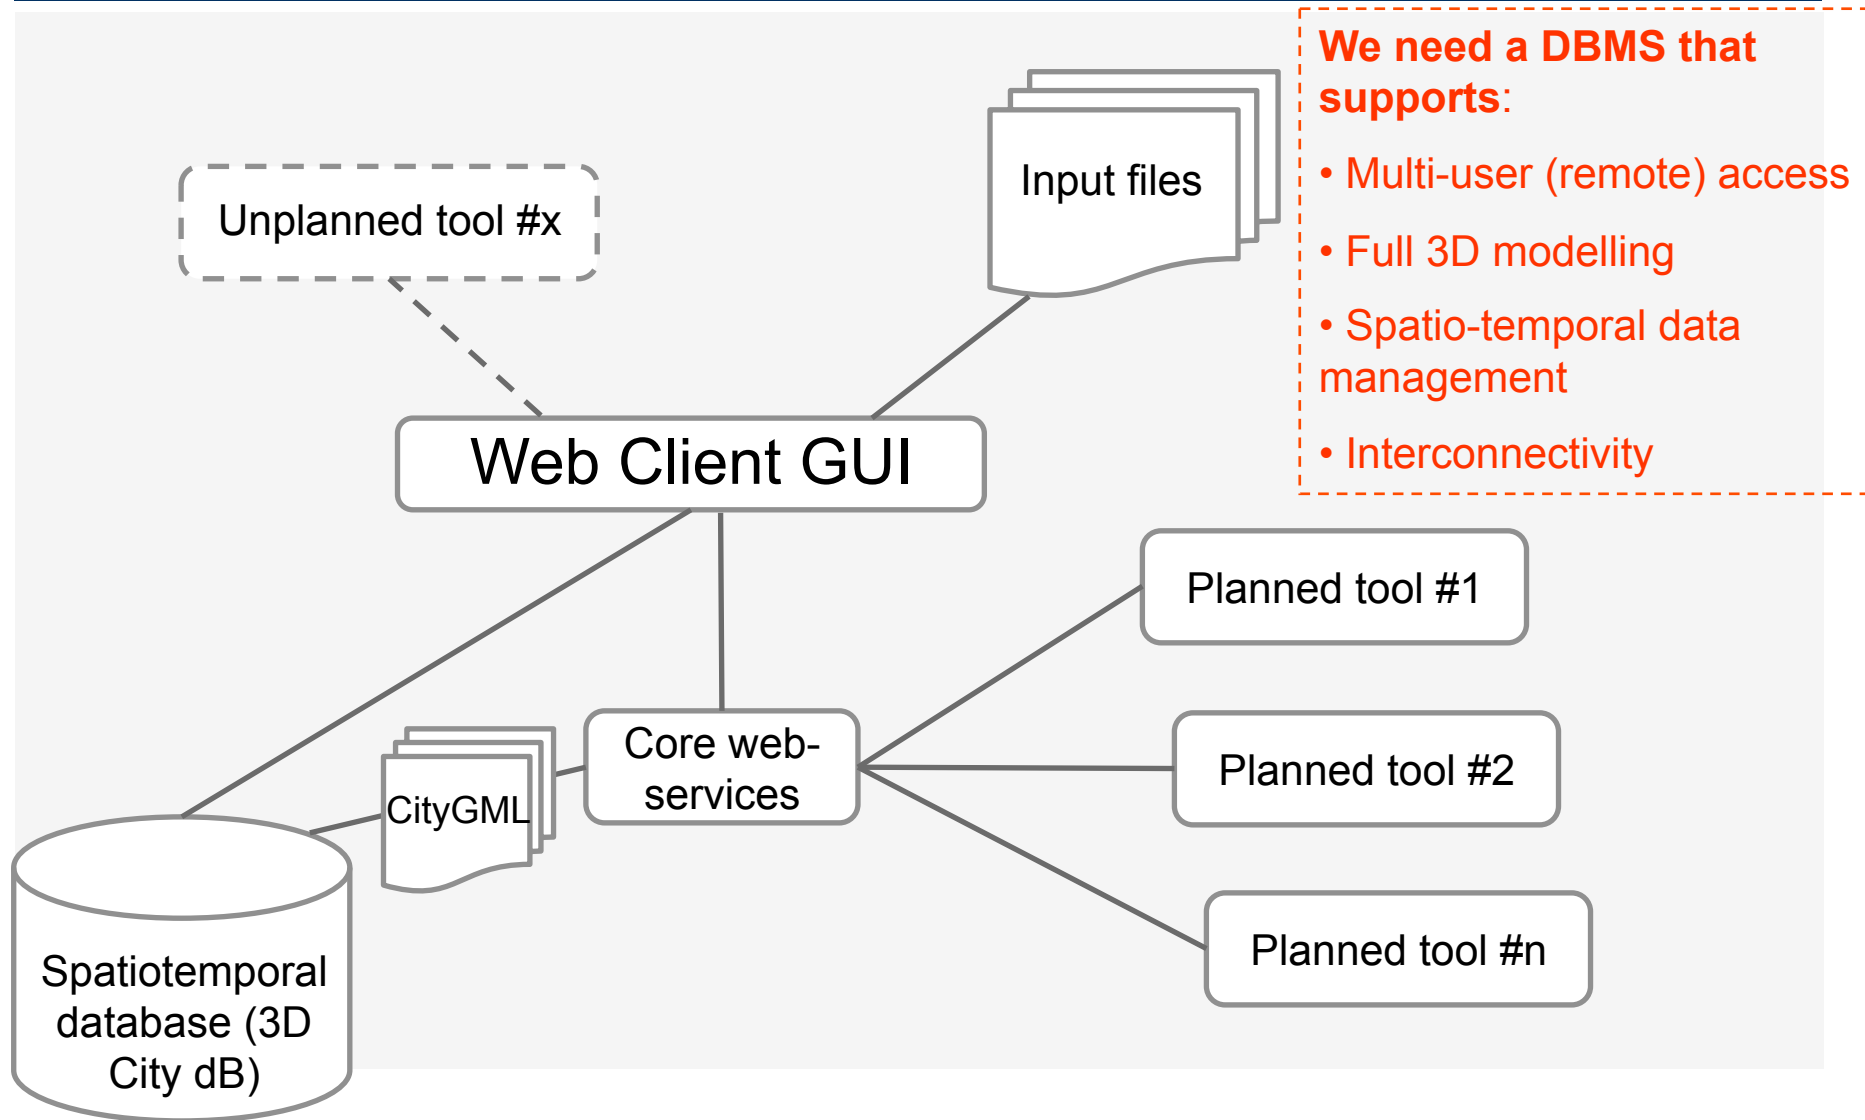 We need a DBMS that
supports:
• Multi-user (remote) access
• Full 3D modelling
• Spatio-temporal data
management
• Interconnectivity
Input files
Unplanned tool #x
Web Client GUI
Planned tool #1
Core web-
services
Planned tool #2
CityGML
Planned tool #n
Spatiotemporal
database (3D
City dB)